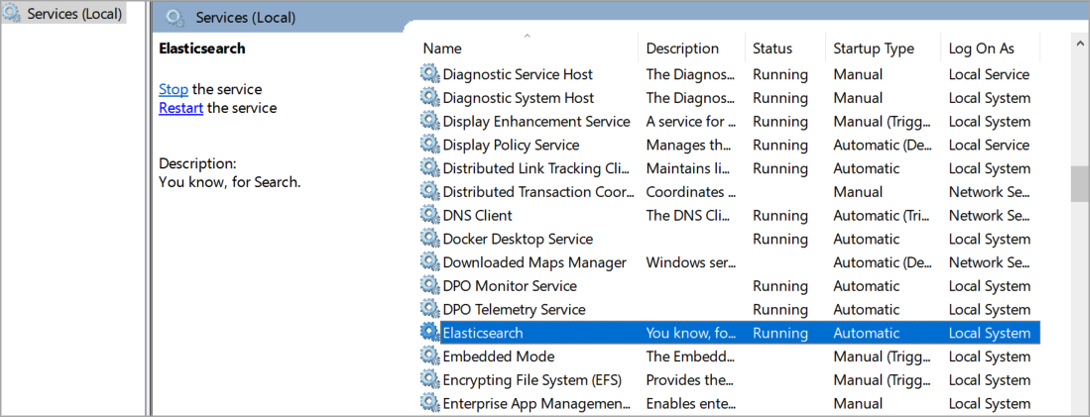 Services (Local)
Services (Local)
Elasticsearch
Stop the service
Restart the service
Description:
You know, for Search.
Name Description Status Startup Type Log On As
Diagnostic Service Host The Diagnos... Running Manual Local Service
Diagnostic System Host The Diagnos... Running Manual Local System
Display Enhancement Service A service for ... Running Manual (Trigg... Local System
Display Policy Service Manages th... Running Automatic (De... Local Service
Distributed Link Tracking Cli... Maintains li... Running Automatic Local System
Distributed Transaction Coor... Coordinates ... Manual Network Se...
DNS Client The DNS Cli... Running Automatic (Tri... Network Se...
Docker Desktop Service Running Automatic Local System
Downloaded Maps Manager Windows ser... Automatic (De... Network Se...
DPO Monitor Service Running Automatic Local System
DPO Telemetry Service Running Automatic Local System
Elasticsearch You know, fo... Running Automatic Local System
Embedded Mode The Embedd... Manual (Trigg... Local System
Encrypting File System (EFS) Provides the... Manual (Trigg... Local System
Enterprise App Managemen... Enables ente... Manual Local System